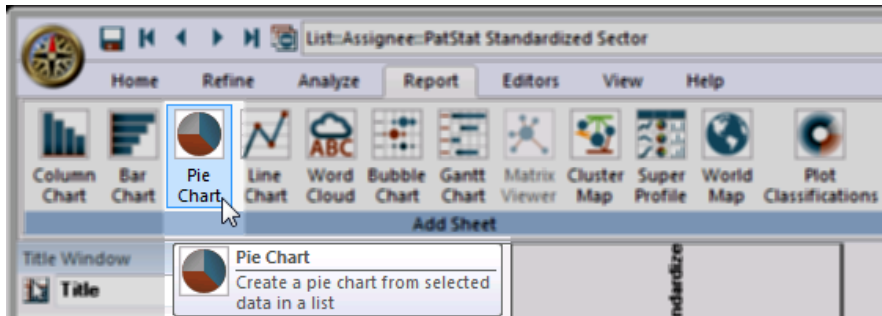 List::Assignee::PatStat Standardized Sector
Home Refine Analyze Report Editors View Help
ABC
Column Bar Pie Line Word Bubble Gantt Matrix Cluster Super World Plot
Chart Chart Chart Chart Cloud Chart Chart Viewer Map Profile Map Classifications
Add Sheet
Title Window
Title
Pie Chart
Create a pie chart from selected
data in a list
ndardize